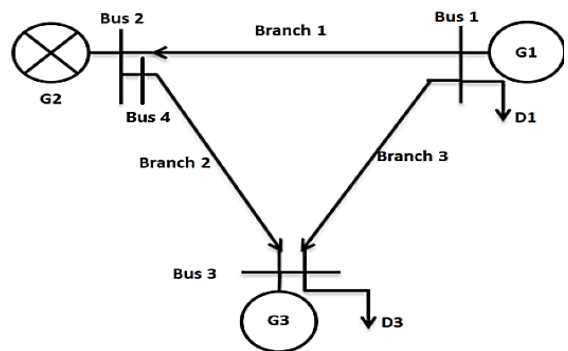 Bus 2
Branch 1
Bus 1
G1
G2
Bus 4
D1
Branch 2
Branch 3
Bus 3
G3
D3